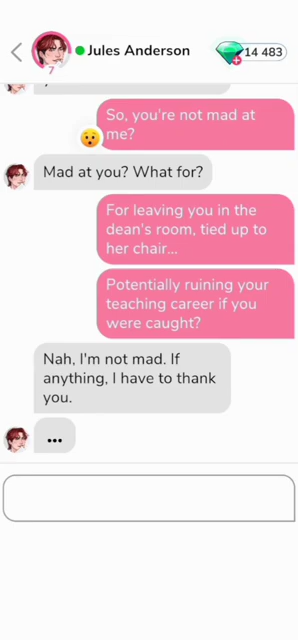 Jules Anderson
14 483
7
So, you're not mad at
me?
Mad at you? What for?
For leaving you in the
dean's room, tied up to
her chair...
Potentially ruining your
teaching career if you
were caught?
Nah, I'm not mad. If
anything, I have to thank
you.
...